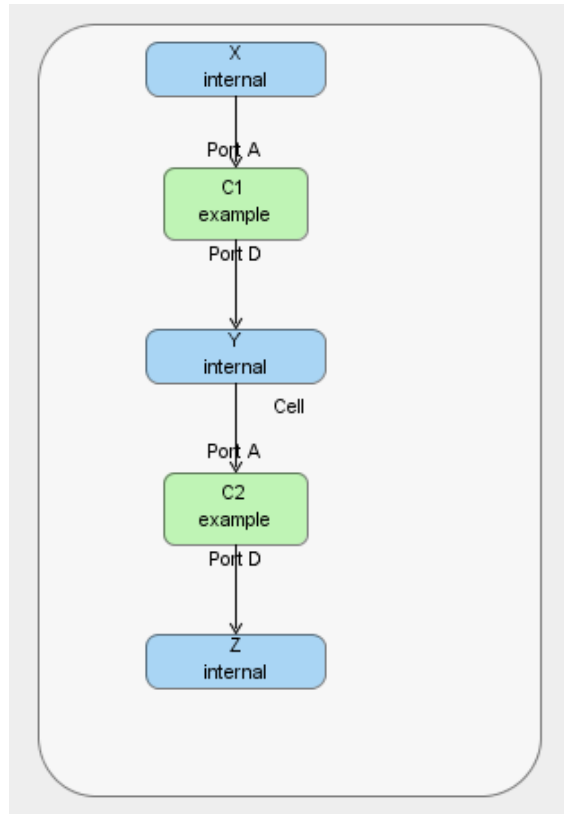 X
internal
Port A
C1
example
Port D
Y
internal
Cell
Port A
C2
example
Port D
Z
internal